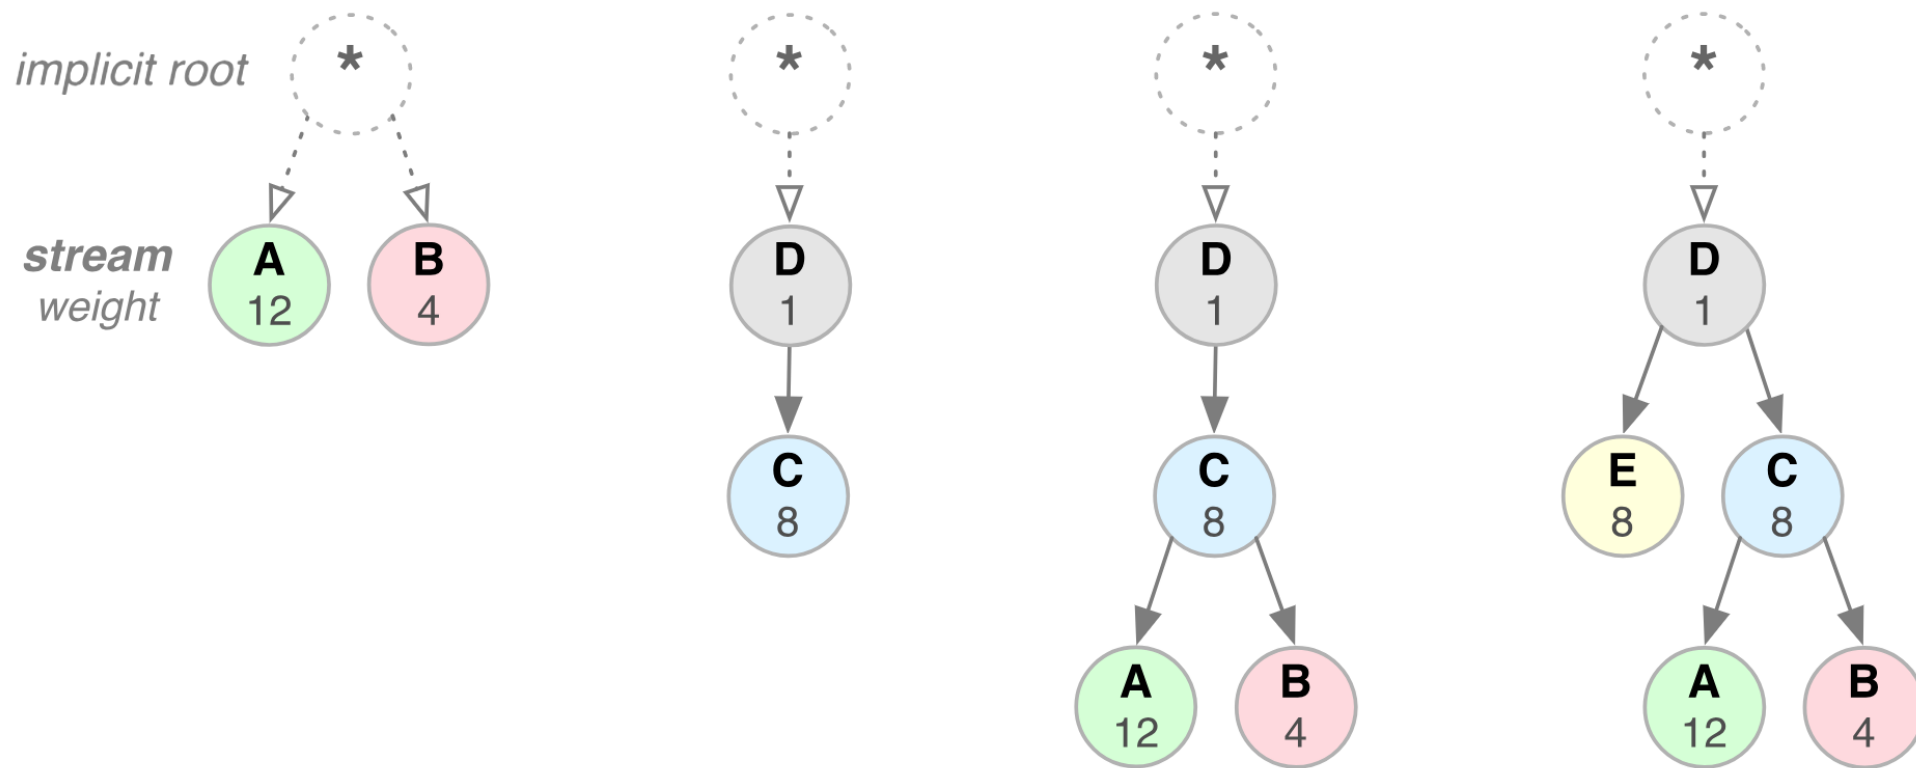 implicit root * * * *
stream A B D D D
weight 12 4 1 1 1
C C E C
8 8 8 8
A B A B
12 4 12 4